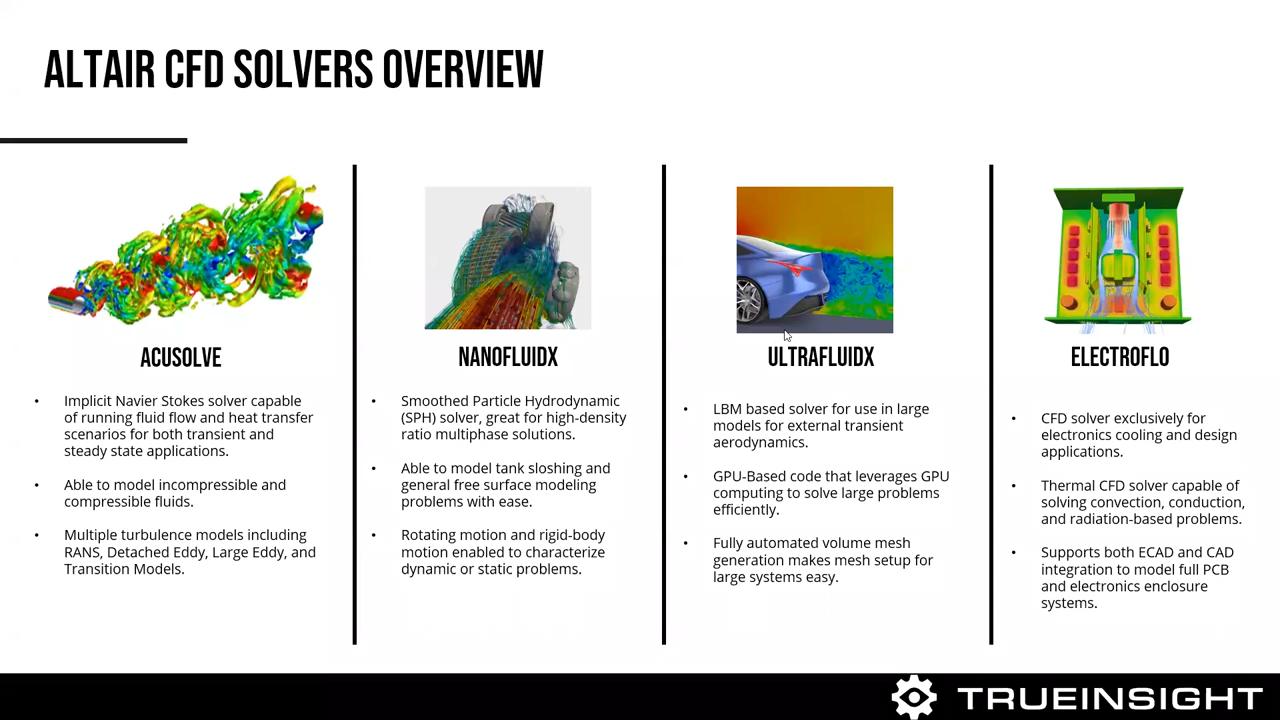 ALTAIR CFD SOLVERS OVERVIEW
ACUSOLVE
• Implicit Navier Stokes solver capable
of running fluid flow and heat transfer
scenarios for both transient and
steady state applications.
• Able to model incompressible and
compressible fluids.
• Multiple turbulence models including
RANS, Detached Eddy, Large Eddy, and
Transition Models.
NANOFLUIDX
• Smoothed Particle Hydrodynamic
(SPH) solver, great for high-density
ratio multiphase solutions.
• Able to model tank sloshing and
general free surface modeling
problems with ease.
• Rotating motion and rigid-body
motion enabled to characterize
dynamic or static problems.
ULTRAFLUIDX
• LBM based solver for use in large
models for external transient
aerodynamics.
• GPU-Based code that leverages GPU
computing to solve large problems
efficiently.
• Fully automated volume mesh
generation makes mesh setup for
large systems easy.
ELECTROFLO
• CFD solver exclusively for
electronics cooling and design
applications.
• Thermal CFD solver capable of
solving convection, conduction,
and radiation-based problems.
• Supports both ECAD and CAD
integration to model full PCB
and electronics enclosure
systems.
TRUEINSIGHT